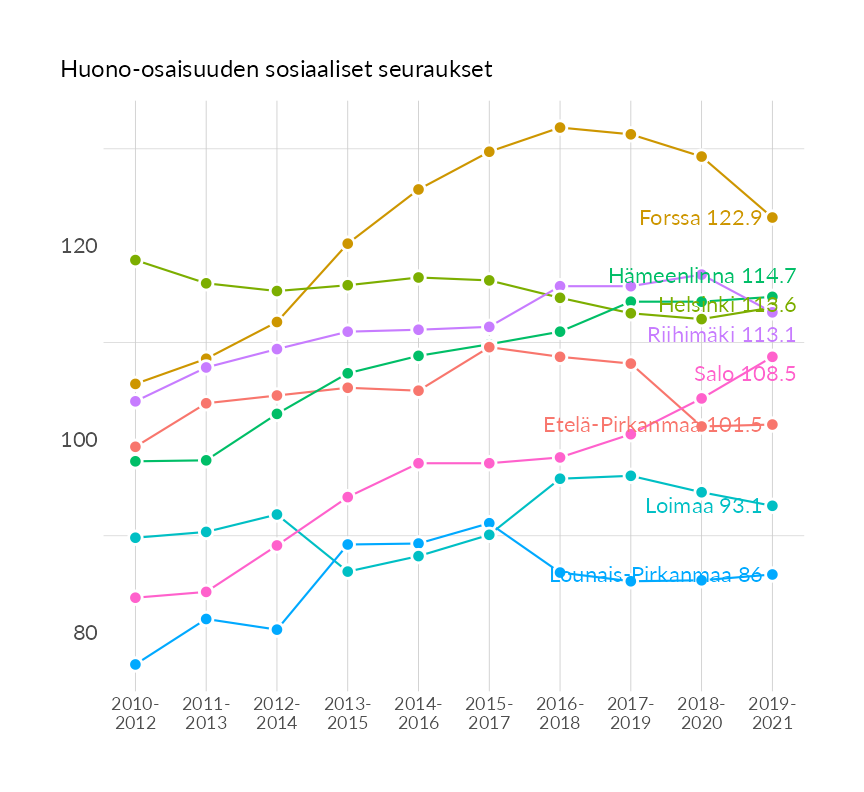 Huono-osaisuuden sosiaaliset seuraukset
120
100
80
Forssa 122.9
Hämeenlinna 114.7
Helsinki 113.6
Riihimäki 113.1
Salo 108.5
Etelä-Pirkanmaa 101.5
Loimaa 93.1
Lounais-Pirkanmaa 86
2010- 2011- 2012- 2013- 2014- 2015- 2016- 2017- 2018- 2019-
2012 2013 2014 2015 2016 2017 2018 2019 2020 2021